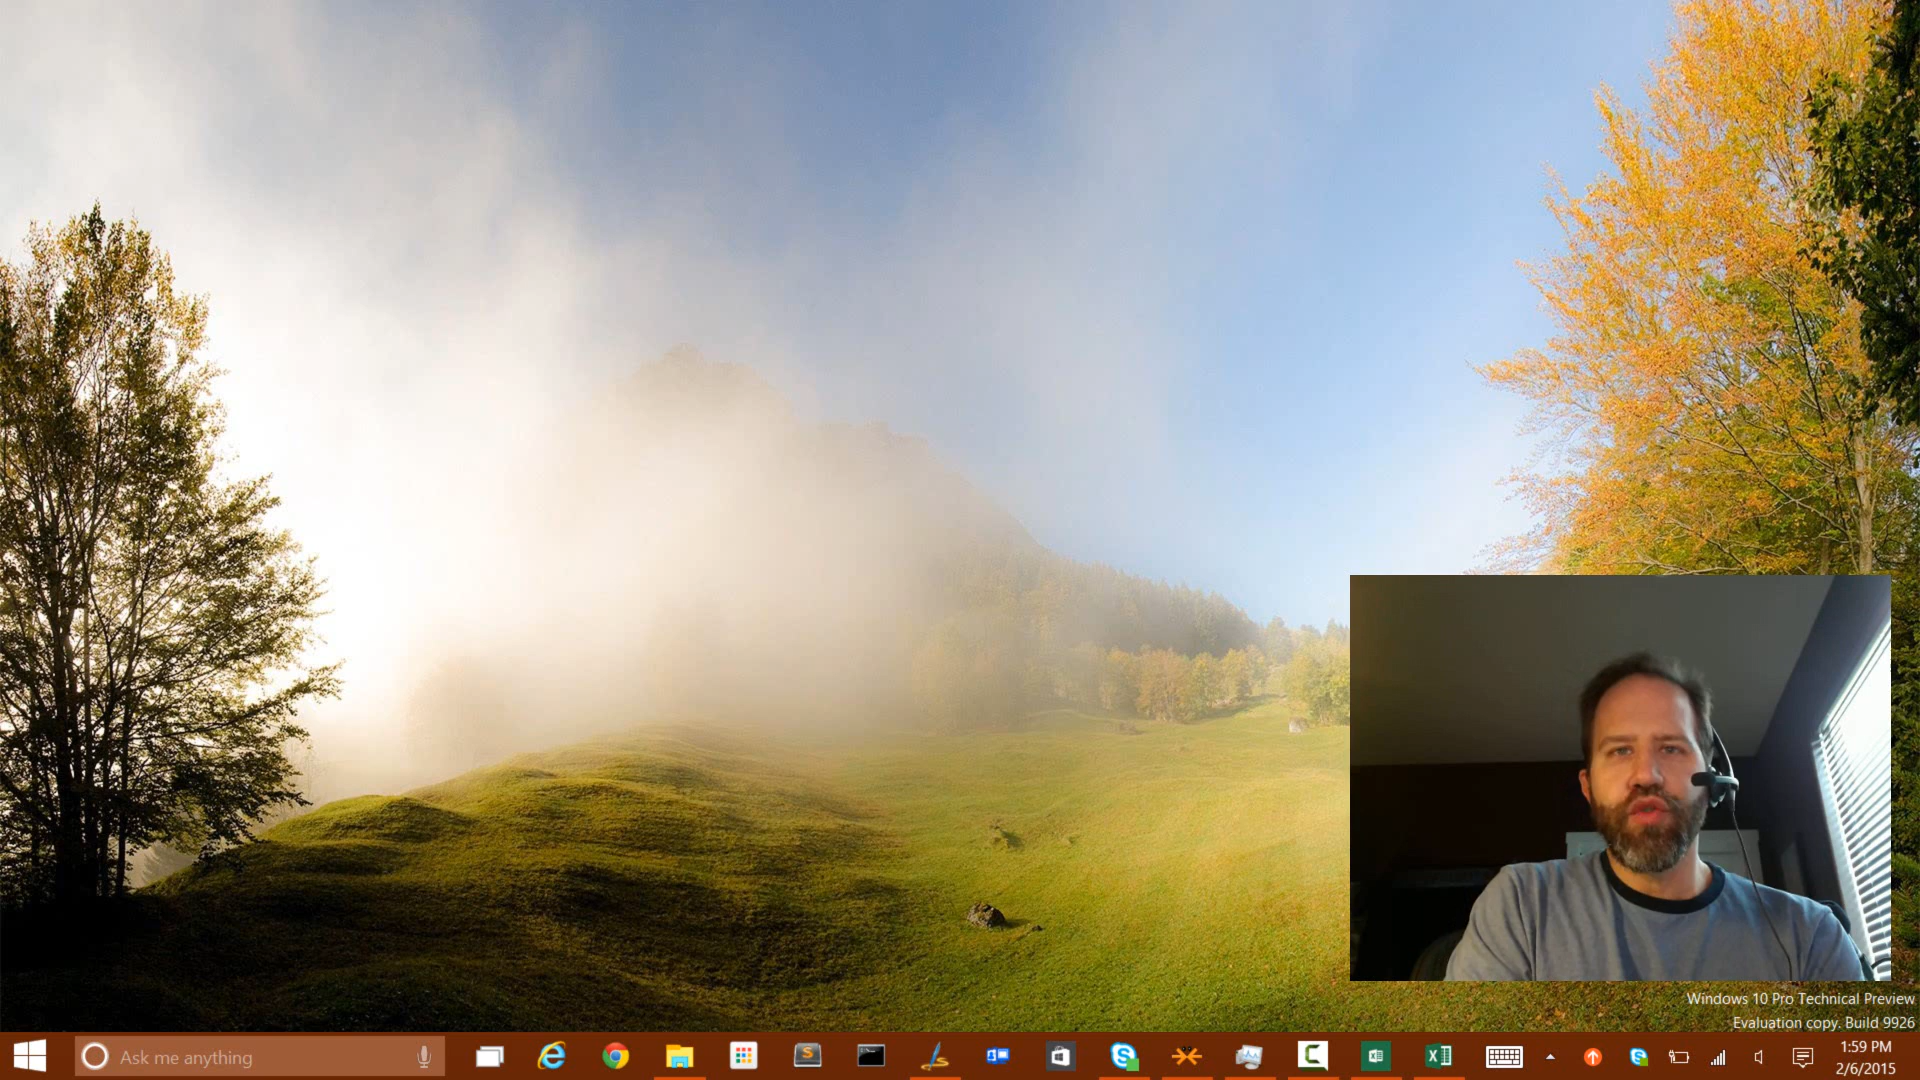 Windows 10 Pro Technical Preview
Evaluation copy. Build 9926
Ask me anything
1:59 PM
2/6/2015